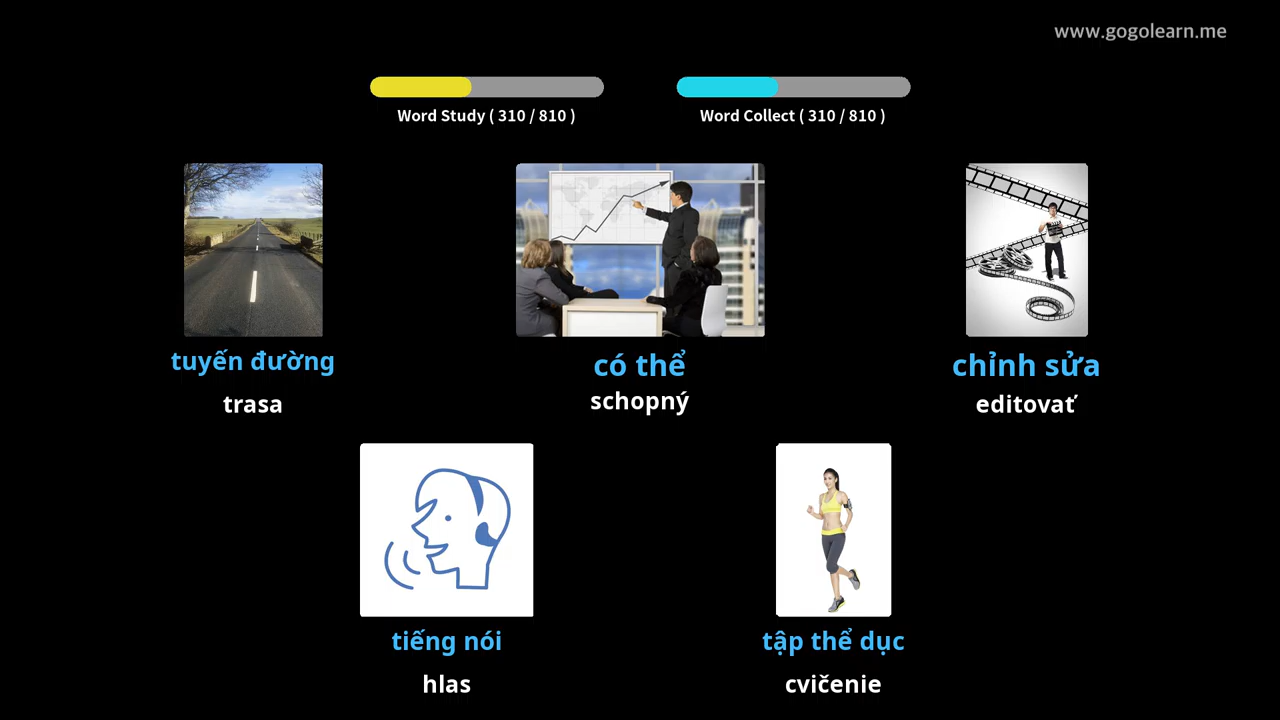 www.gogolearn.me
Word Study ( 310 / 810 )
Word Collect ( 310 / 810 )
tuyến đường
trasa
có thể
schopný
chỉnh sửa
editovať
tiếng nói
hlas
tập thể dục
cvičenie